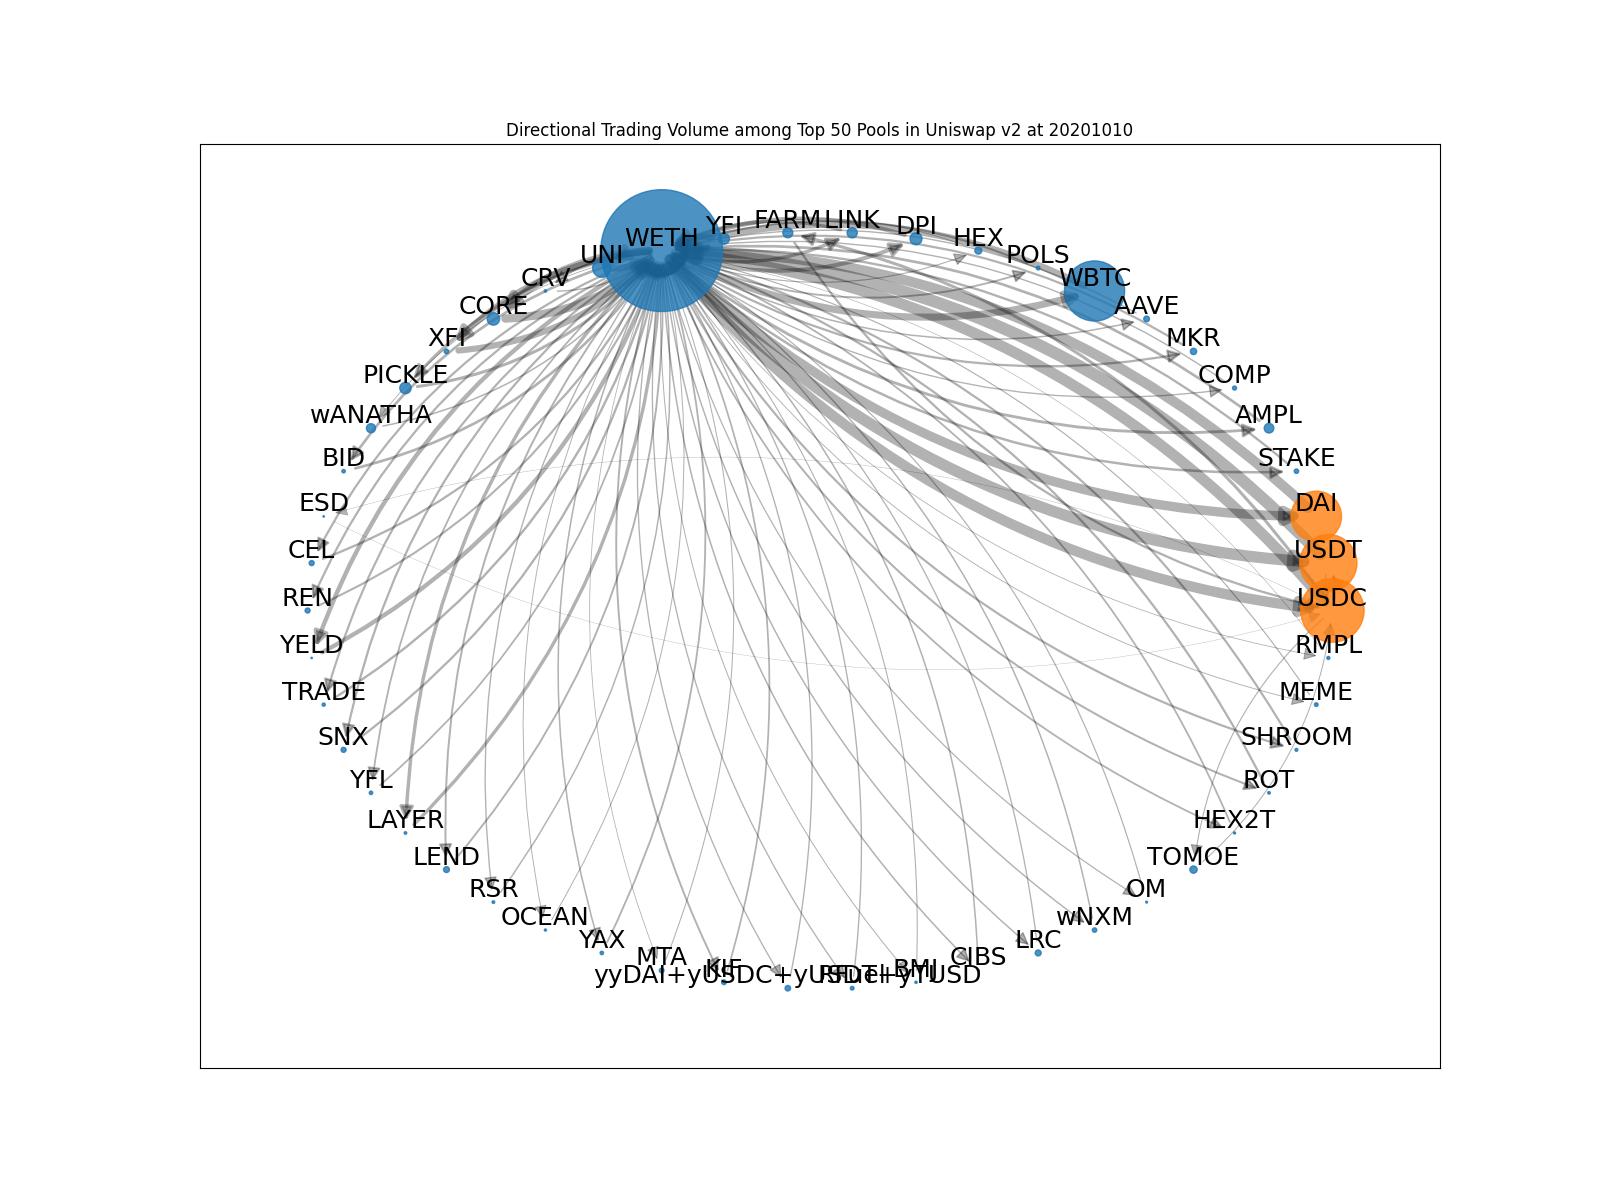 Directional Trading Volume among Top 50 Pools in Uniswap v2 at 20201010
WETH
YFI
FARM
LINK
DPI
HEX
POLS
WBTC
AAVE
MKR
COMP
AMPL
STAKE
DAI
USDT
USDC
RMPL
MEME
SHROOM
ROT
HEX2T
TOMOE
OM
wNXM
LRC
CIBS
BMI
yyDAI+yUSDC+yUSDT+yTUSD
MTA
YAX
OCEAN
RSR
LEND
LAYER
YFL
SNX
TRADE
YELD
REN
CEL
ESD
BID
wANATHA
PICKLE
XFI
CORE
CRV
UNI